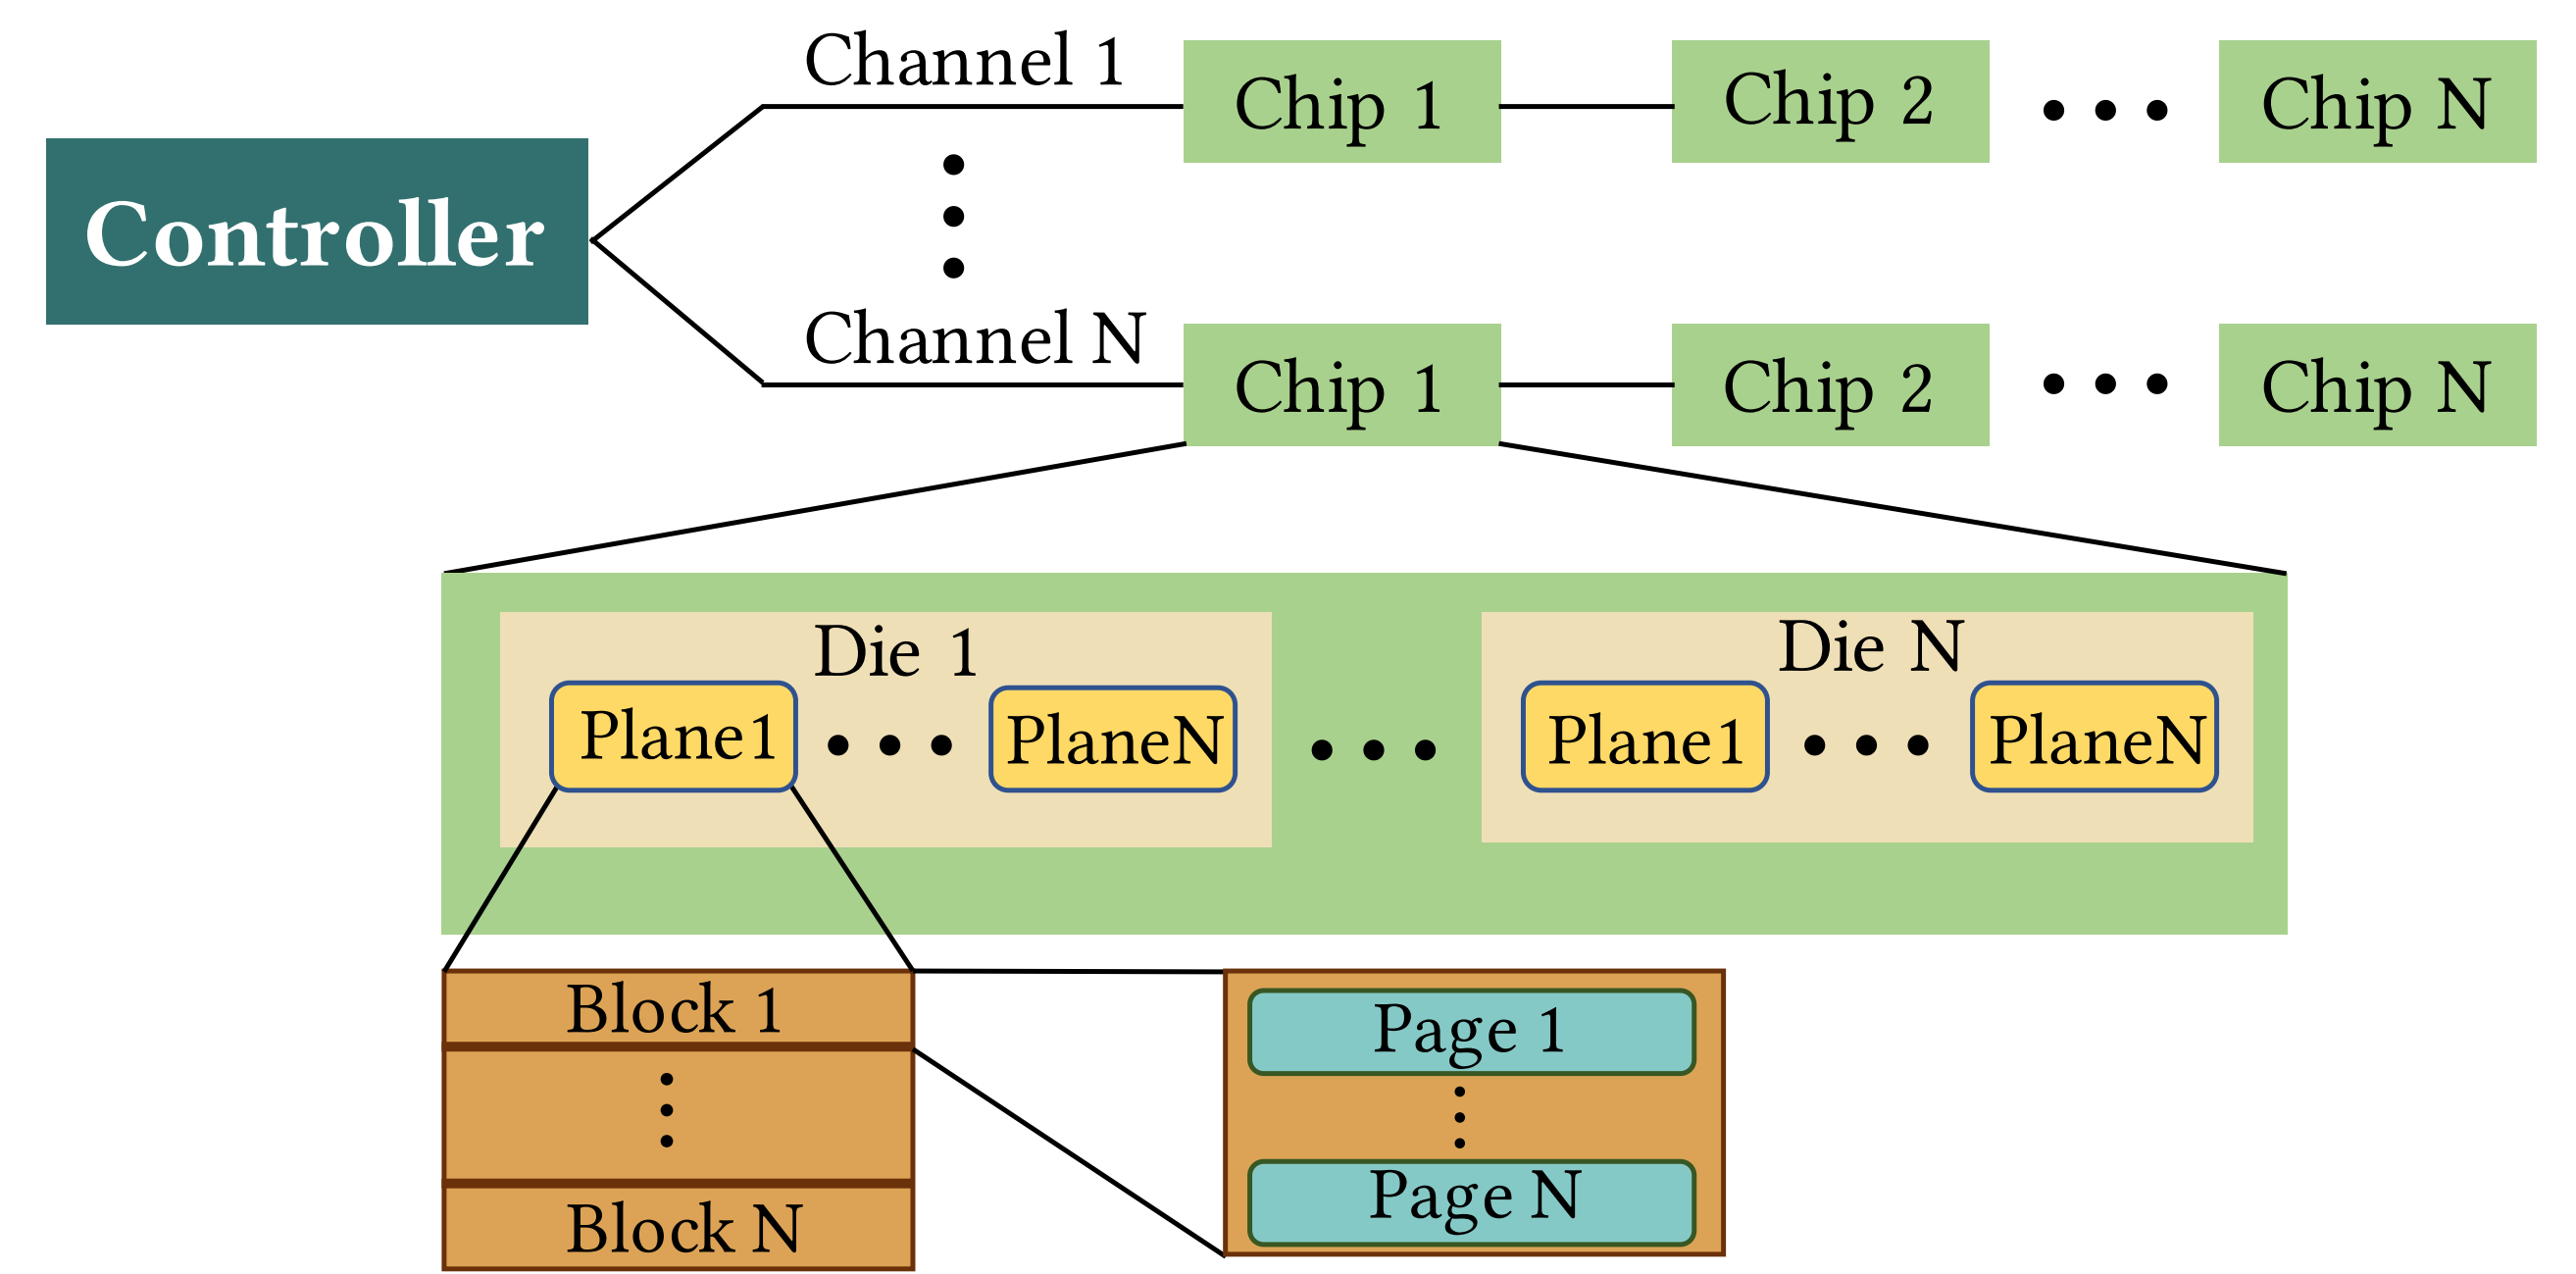 Channel 1
Chip 1
Chip 2
Chip N
Controller
Channel N
Chip 1
Chip 2
Chip N
Die 1
Plane1
PlaneN
Die N
Plane1
PlaneN
Block 1
Block N
Page 1
Page N